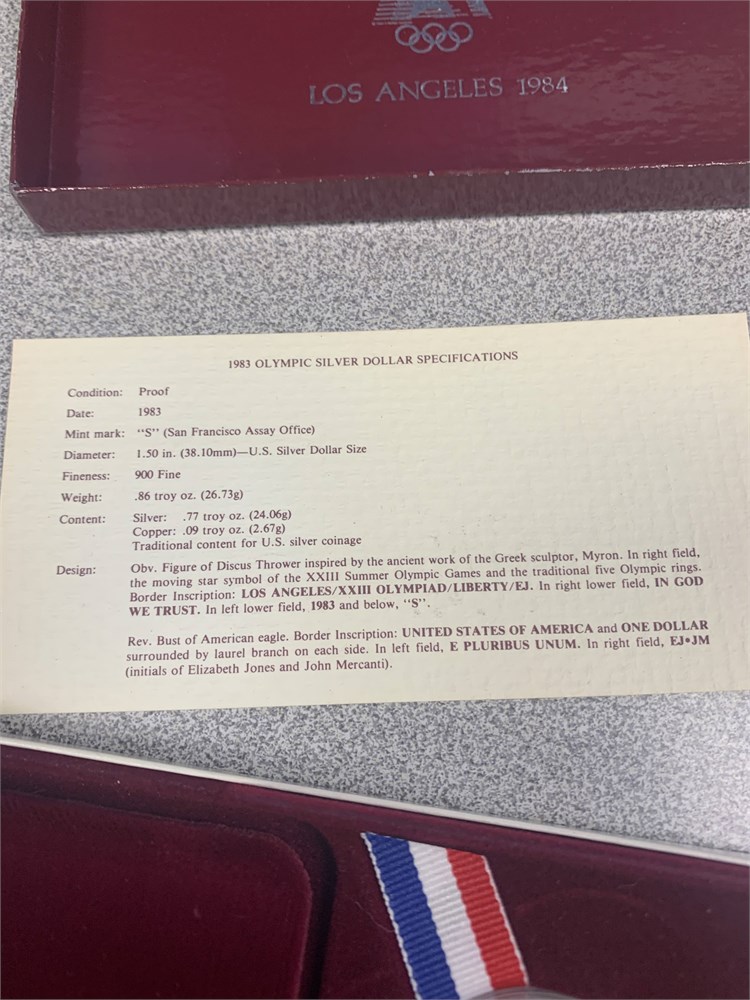 LOS ANGELES 1984
1983 OLYMPIC SILVER DOLLAR SPECIFICATIONS
Condition: Proof
Date: 1983
Mint mark: "S" (San Francisco Assay Office)
Diameter: 1.50 in. (38.10mm)—U.S. Silver Dollar Size
Fineness: 900 Fine
Weight: .86 troy oz. (26.73g)
Content: Silver: .77 troy oz. (24.06g)
Copper: .09 troy oz. (2.67g)
Traditional content for U.S. silver coinage
Design: Obv. Figure of Discus Thrower inspired by the ancient work of the Greek sculptor, Myron. In right field,
the moving star symbol of the XXIII Summer Olympic Games and the traditional five Olympic rings.
Border Inscription: LOS ANGELES/XXIII OLYMPIAD/LIBERTY/EJ. In right lower field, IN GOD
WE TRUST. In left lower field, 1983 and below, "S".
Rev. Bust of American eagle. Border Inscription: UNITED STATES OF AMERICA and ONE DOLLAR
surrounded by laurel branch on each side. In left field, E PLURIBUS UNUM. In right field, EJ•JM
(initials of Elizabeth Jones and John Mercanti).